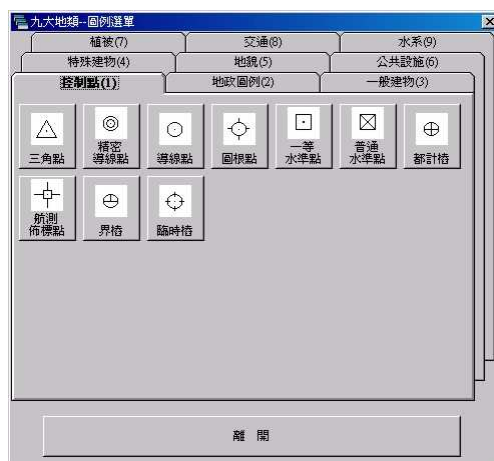 九大地類--圖例選單
植被(7)
交通(8)
水系(9)
特殊建物(4)
地貌(5)
公共設施(6)
控制點(1)
地政圖例(2)
一般建物(3)
三角點
精密
導線點
導線點
圖根點
一等
水準點
普通
水準點
都計樁
航測
佈標點
界樁
臨時樁
離 開